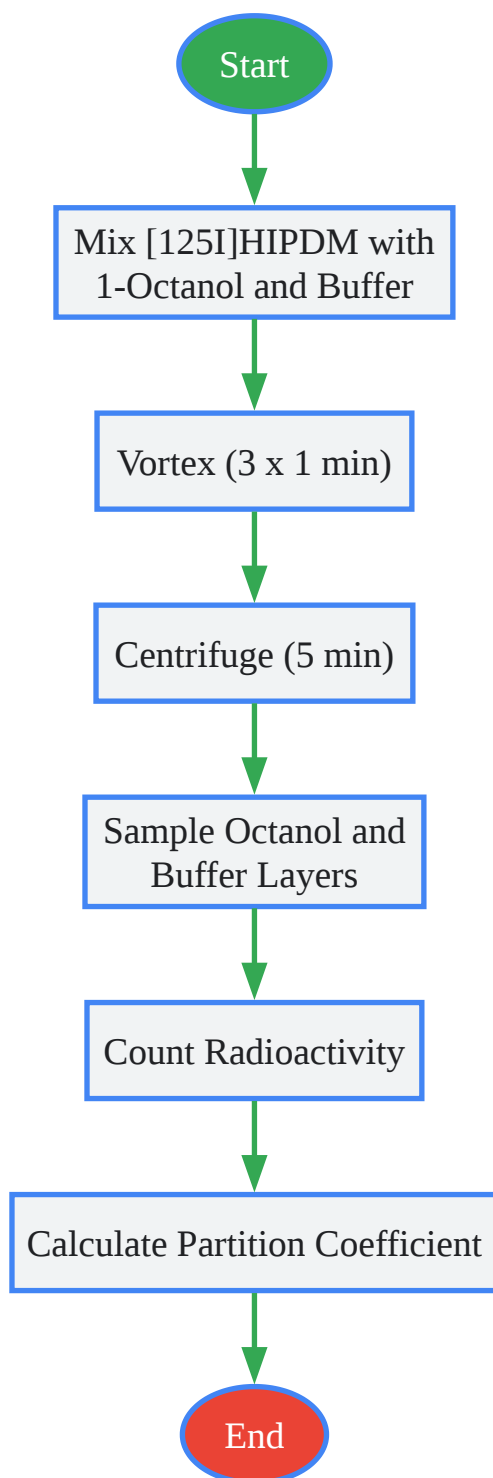 Start
Mix [125I]HIPDM with
1-Octanol and Buffer
Vortex (3 x 1 min)
Centrifuge (5 min)
Sample Octanol and
Buffer Layers
Count Radioactivity
Calculate Partition Coefficient
End